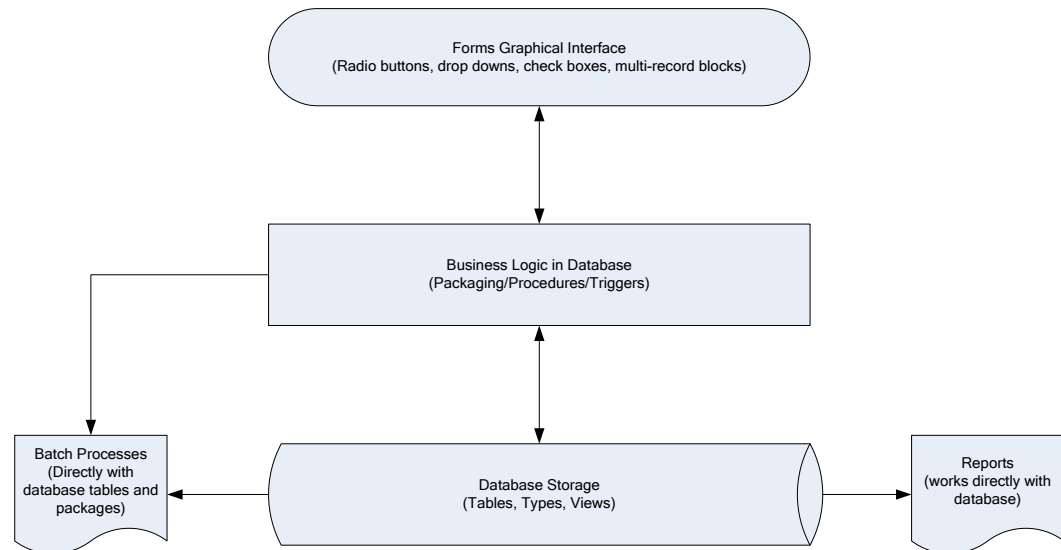 Forms Graphical Interface
(Radio buttons, drop downs, check boxes, multi-record blocks)
Business Logic in Database
(Packaging/Procedures/Triggers)
Batch Processes
(Directly with
database tables and
packages)
Database Storage
(Tables, Types, Views)
Reports
(works directly with
database)